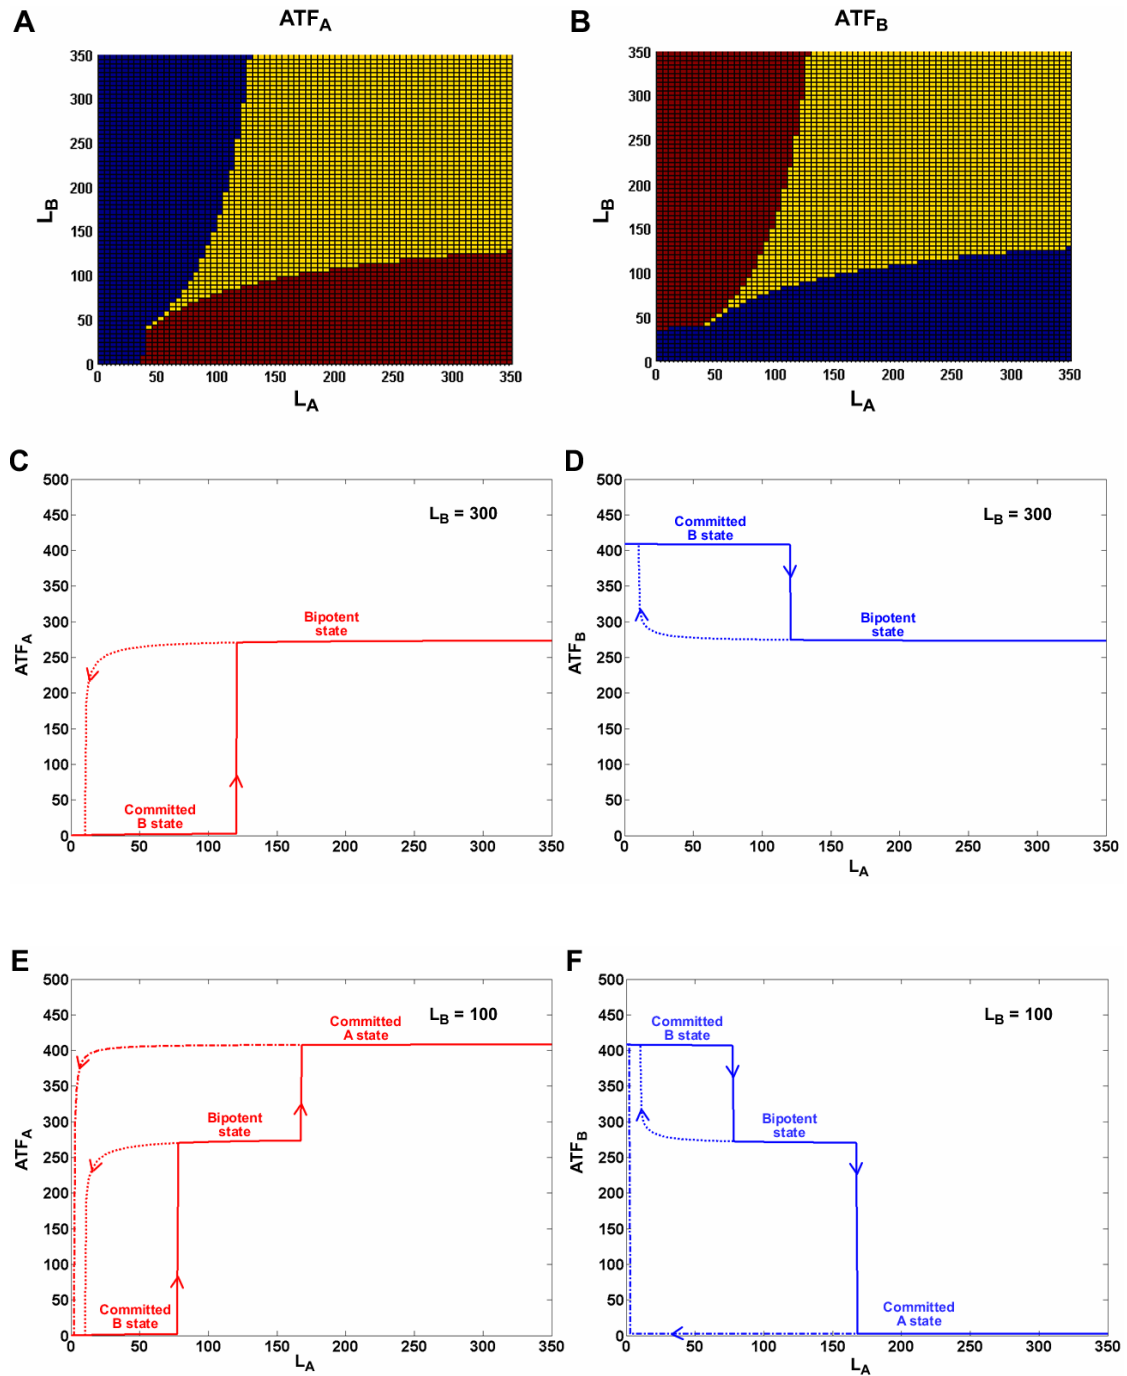 A
ATF_A
B
ATF_B
350
300
250
200
150
100
50
0
L_B
0 50 100 150 200 250 300 350
L_A
350
300
250
200
150
100
50
0
L_B
0 50 100 150 200 250 300 350
L_A
C
500
450
400
350
300
250
200
150
100
50
0
ATF_A
L_B = 300
Bipotent
state
Committed
B state
0 50 100 150 200 250 300 350
D
500
450
400
350
300
250
200
150
100
50
0
ATF_B
L_B = 300
Committed
B state
Bipotent
state
0 50 100 150 200 250 300 350
L_A
E
500
450
400
350
300
250
200
150
100
50
0
ATF_A
Committed
A state
L_B = 100
Bipotent
state
Committed
B state
0 50 100 150 200 250 300 350
L_A
F
500
450
400
350
300
250
200
150
100
50
0
ATF_B
Committed
B state
L_B = 100
Bipotent
state
Committed
A state
0 50 100 150 200 250 300 350
L_A